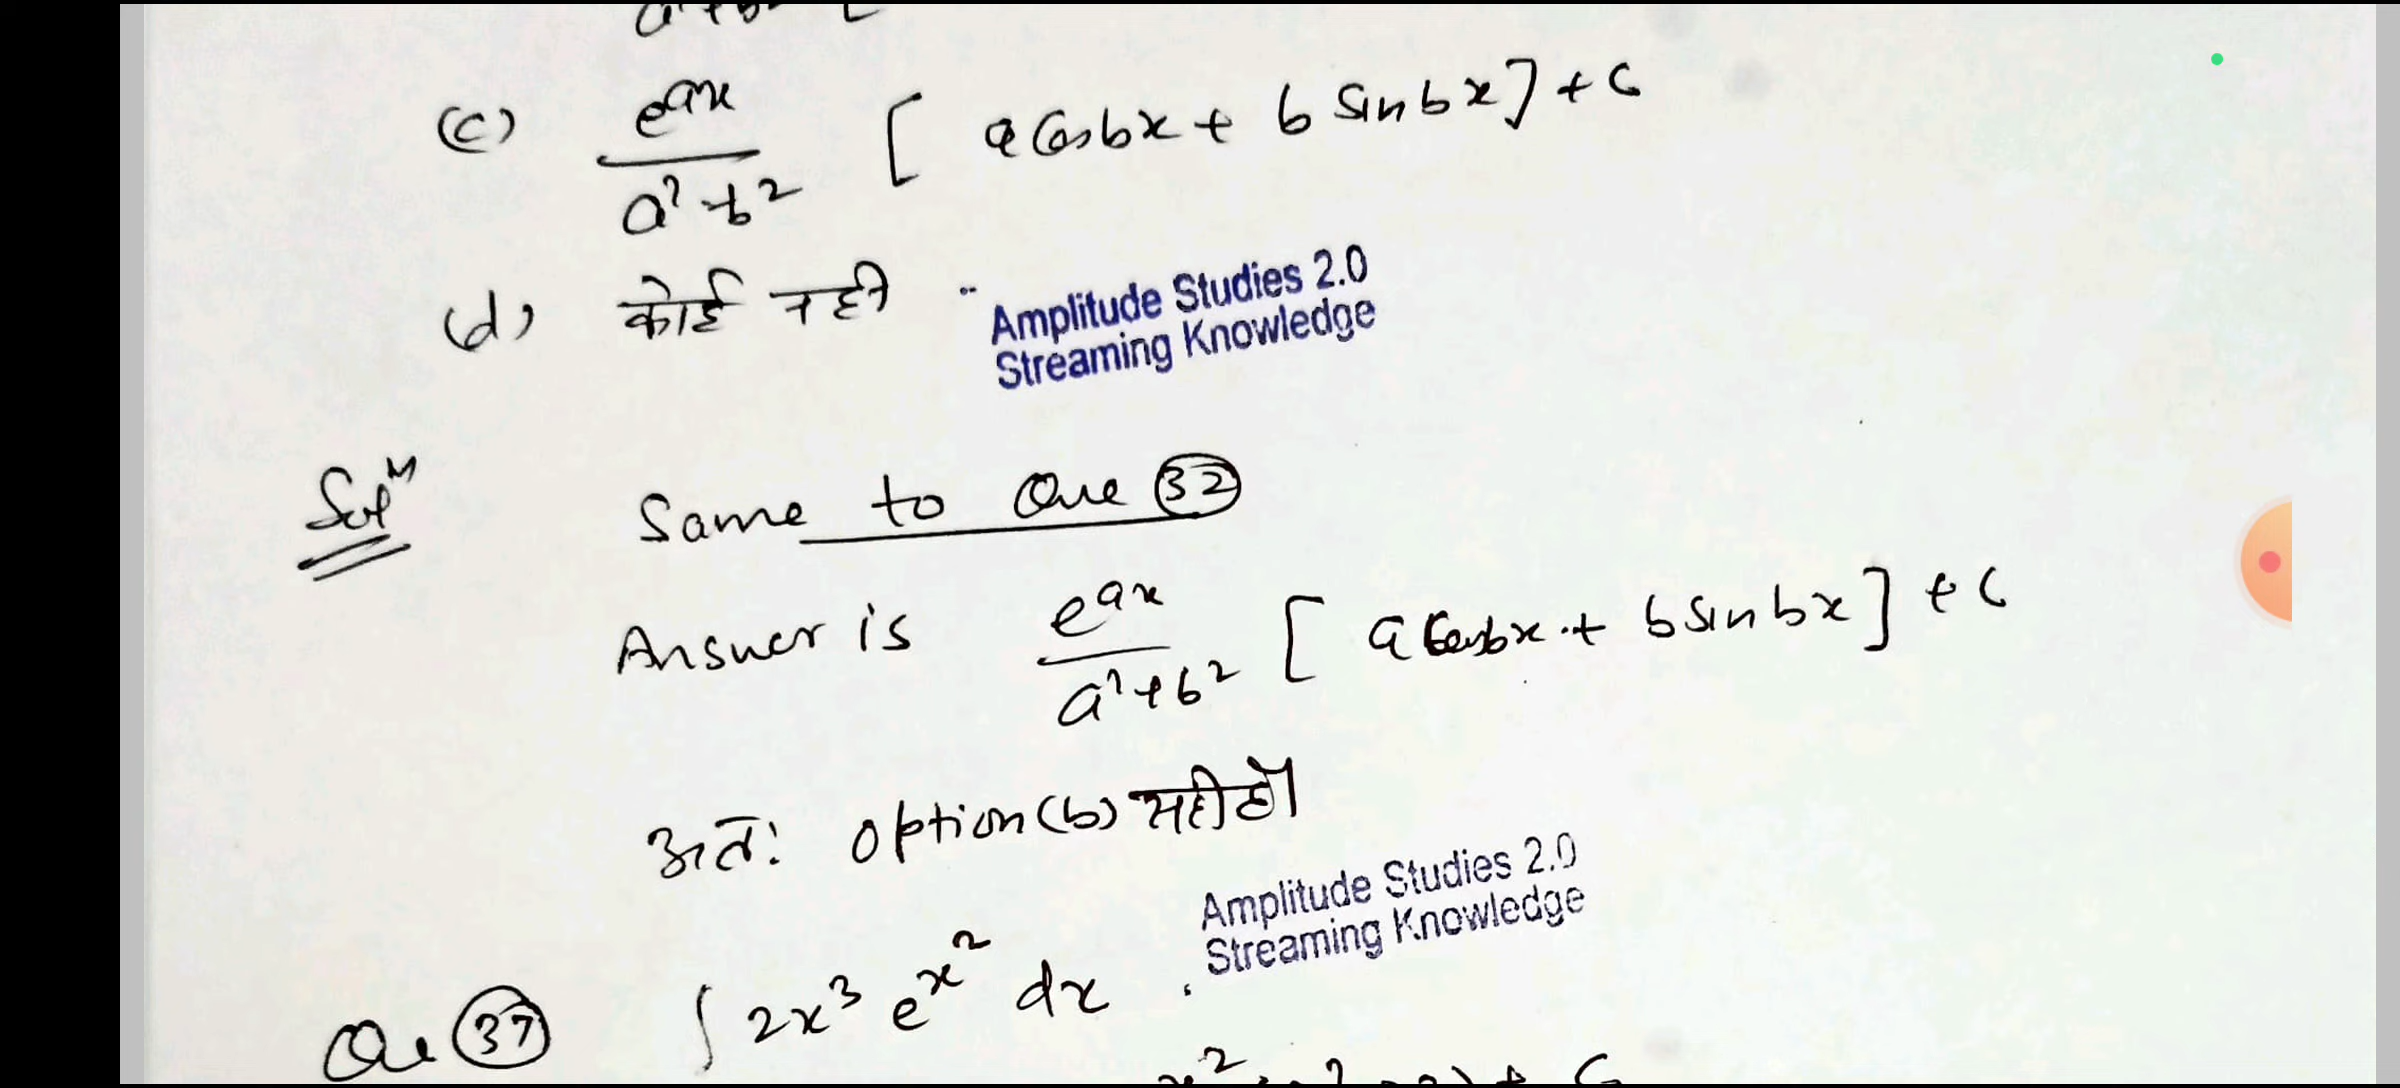 (c) e^ax / a²+b² [ a Cos bx + b Sin bx ] + c
(d) कोई नही
Amplitude Studies 2.0
Streaming Knowledge
Solⁿ Same to Que (32)
Answer is e^ax / a²+b² [ a Cos bx + b sin bx ] + c
अतः option (b) सही है।
Amplitude Studies 2.0
Streaming Knowledge
Que (37) ∫ 2x³ e^x² dx .